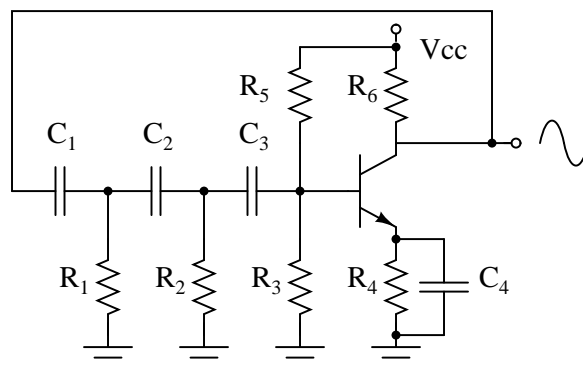 Vcc
R₅ R₆
C₁ C₂ C₃
R₁ R₂ R₃ R₄ C₄